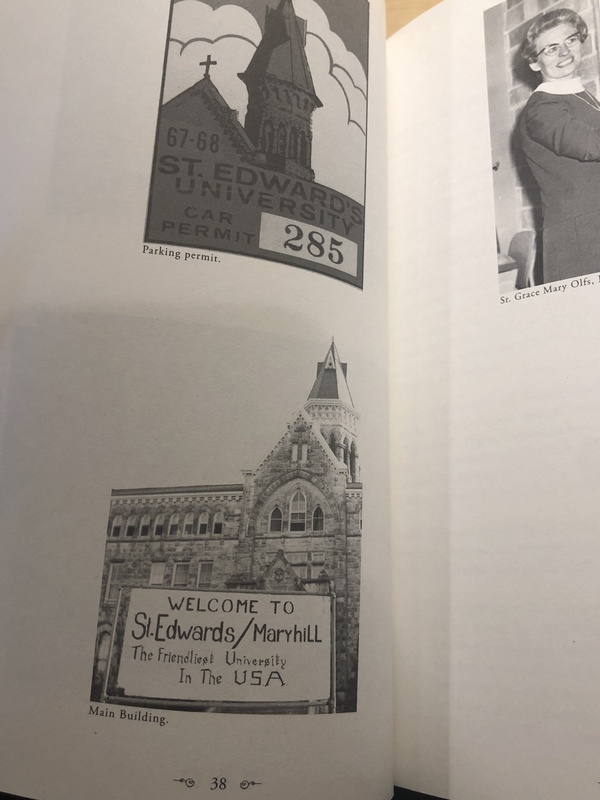 67-68
ST. EDWARD'S
UNIVERSITY
CAR
PERMIT
285
Parking permit.
WELCOME TO
St.Edwards/Maryhill
The Friendliest University
In The USA
Main Building.
38
Sr. Grace Mary Olfs,